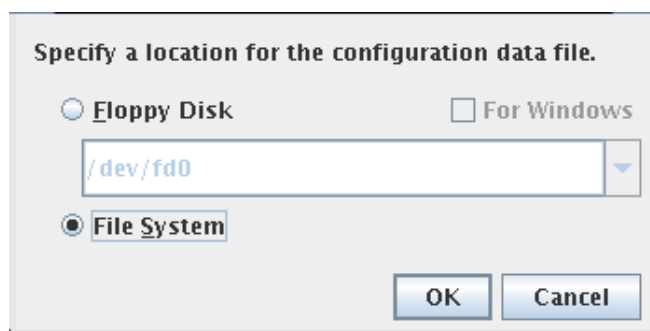 Specify a location for the configuration data file.
Floppy Disk For Windows
/dev/fd0
File System
OK Cancel